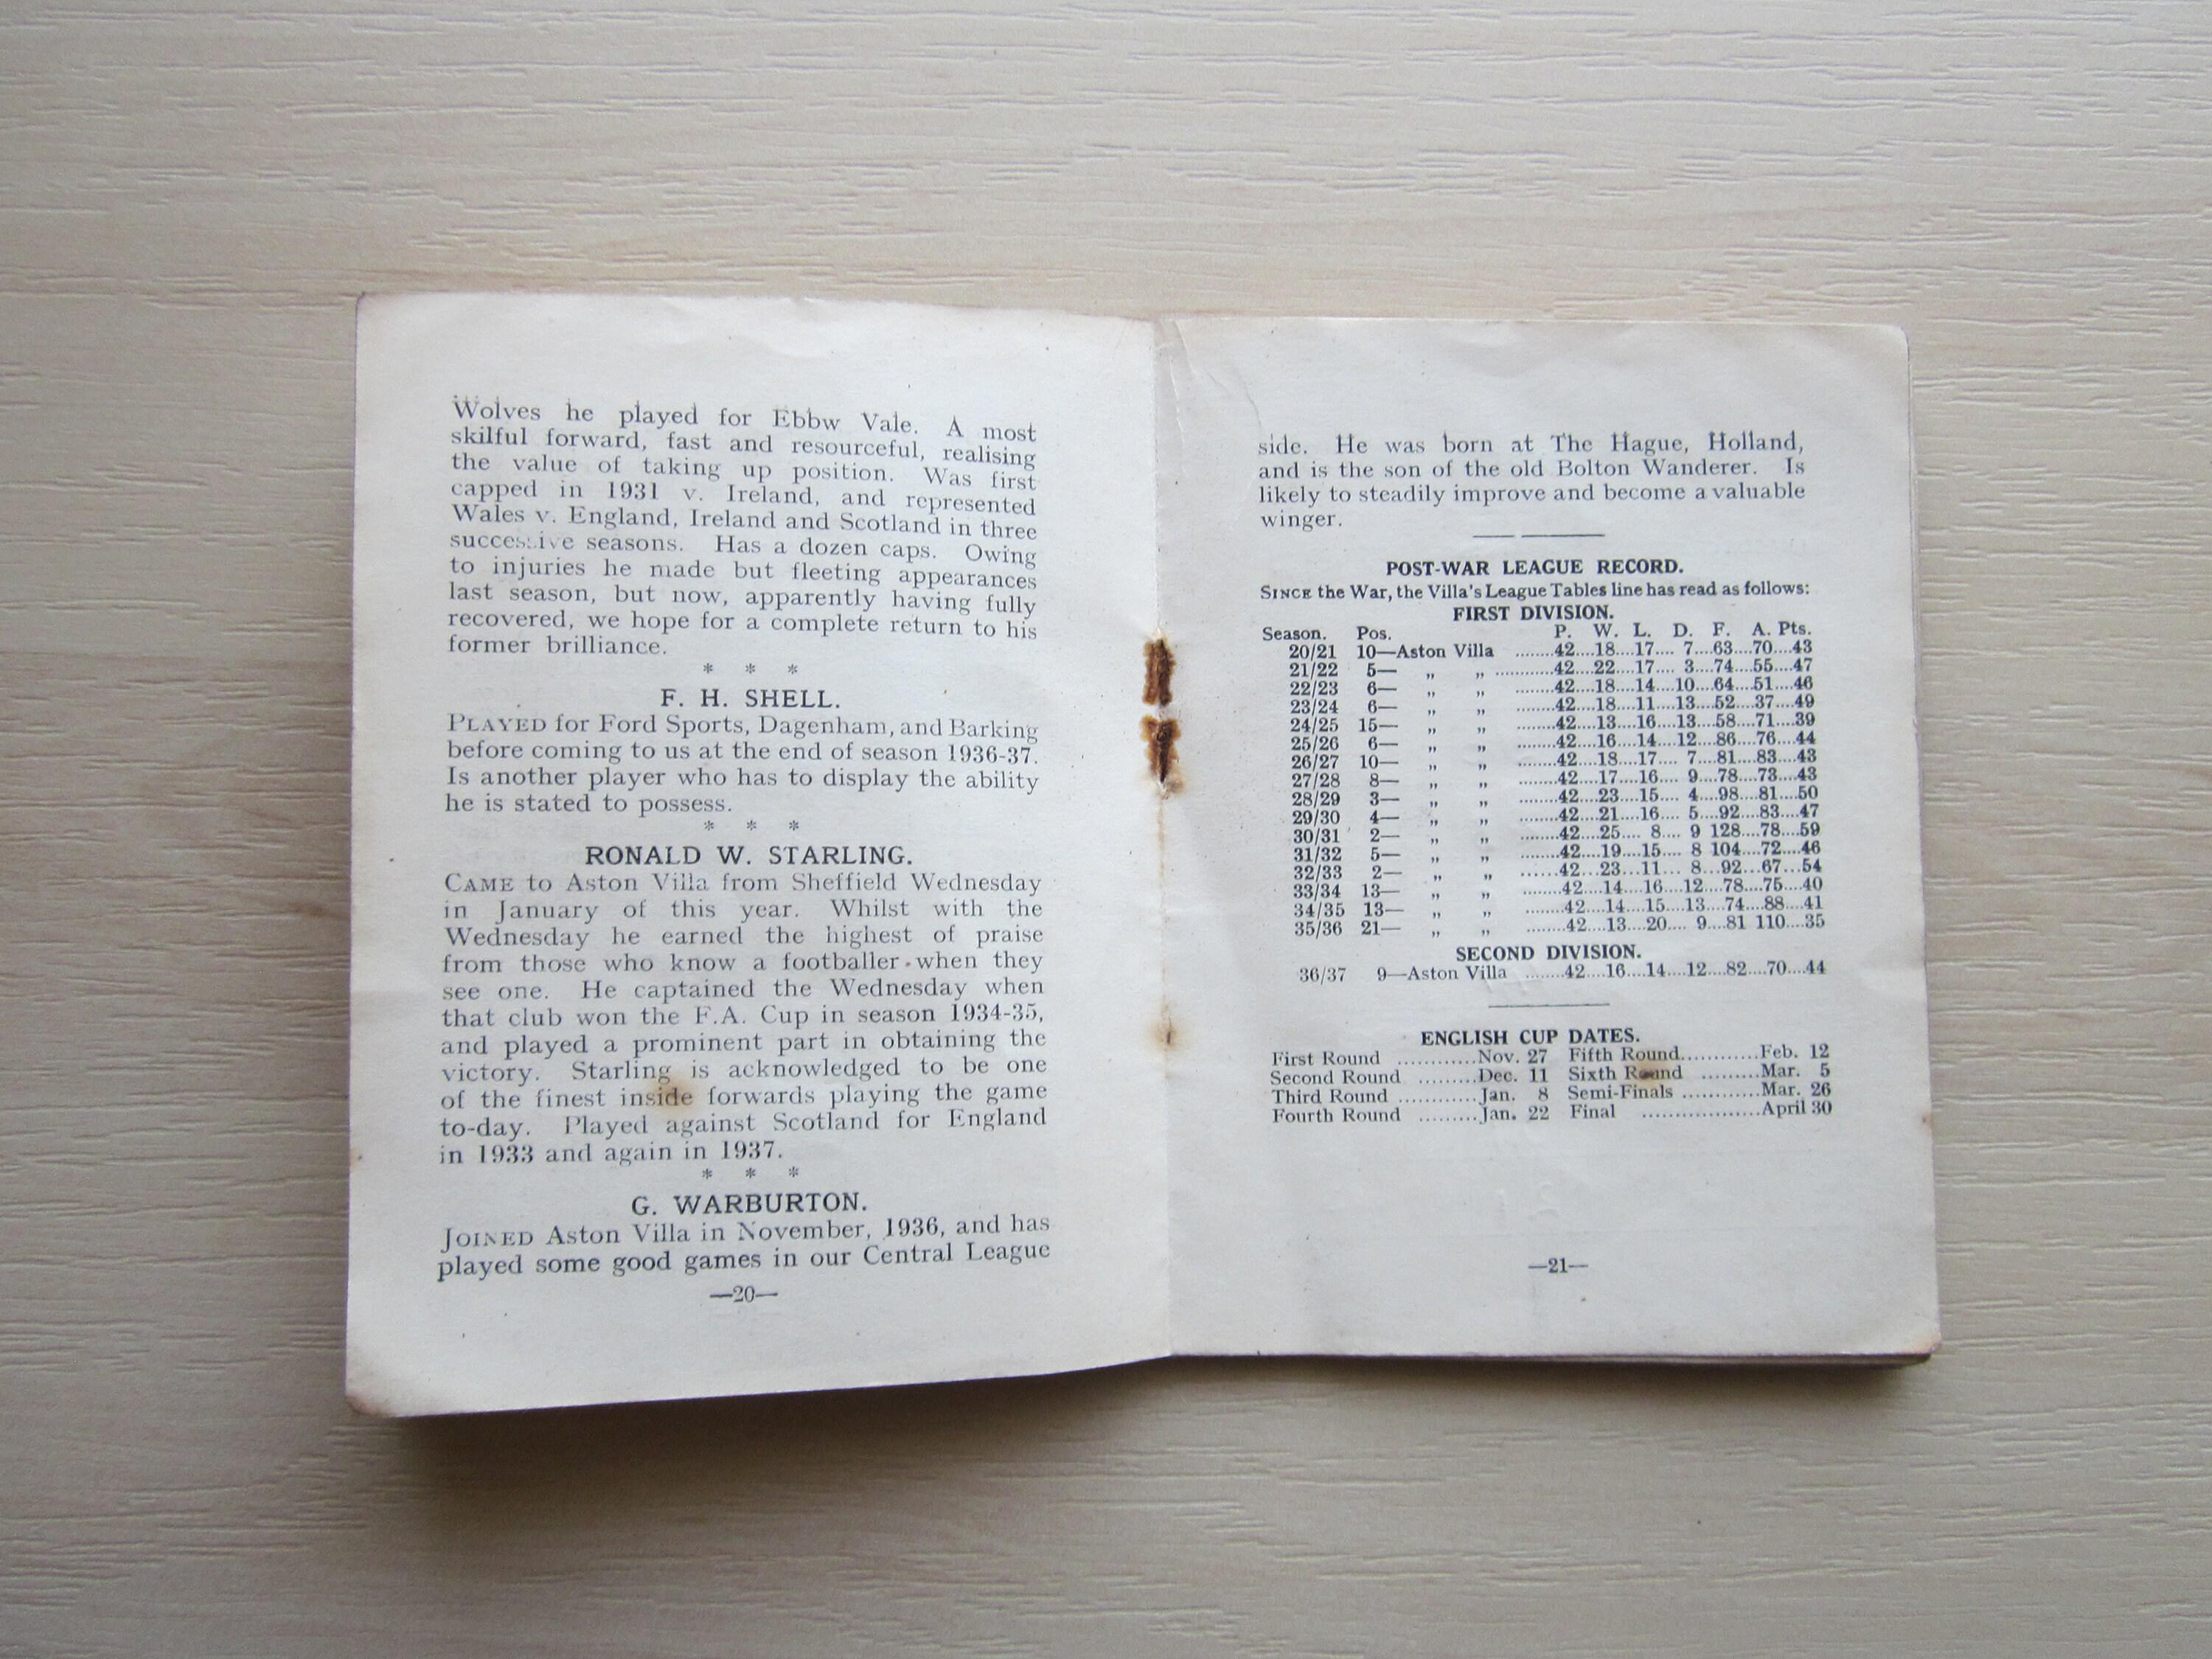 Wolves he played for Ebbw Vale. A most
skilful forward, fast and resourceful, realising
the value of taking up position. Was first
capped in 1931 v. Ireland, and represented
Wales v. England, Ireland and Scotland in three
successive seasons. Has a dozen caps. Owing
to injuries he made but fleeting appearances
last season, but now, apparently having fully
recovered, we hope for a complete return to his
former brilliance.
* * *
F. H. SHELL.
PLAYED for Ford Sports, Dagenham, and Barking
before coming to us at the end of season 1936-37.
Is another player who has to display the ability
he is stated to possess.
* * *
RONALD W. STARLING.
CAME to Aston Villa from Sheffield Wednesday
in January of this year. Whilst with the
Wednesday he earned the highest of praise
from those who know a footballer when they
see one. He captained the Wednesday when
that club won the F.A. Cup in season 1934-35,
and played a prominent part in obtaining the
victory. Starling is acknowledged to be one
of the finest inside forwards playing the game
to-day. Played against Scotland for England
in 1933 and again in 1937.
* * *
G. WARBURTON.
JOINED Aston Villa in November, 1936, and has
played some good games in our Central League
—20—
side. He was born at The Hague, Holland,
and is the son of the old Bolton Wanderer. Is
likely to steadily improve and become a valuable
winger.
POST-WAR LEAGUE RECORD.
SINCE the War, the Villa's League Tables line has read as follows:
FIRST DIVISION.
Season. Pos. P. W. L. D. F. A. Pts.
20/21 10—Aston Villa ........42....18....17.... 7....63....70....43
21/22 5— „ „ ............42....22....17.... 3....74....55....47
22/23 6— „ „ ........42....18....14....10....64....51....46
23/24 6— „ „ ........42....18....11....13....52....37....49
24/25 15— „ „ ........42....13....16....13....58....71....39
25/26 6— „ „ ........42....16....14....12....86....76....44
26/27 10— „ „ ........42....18....17.... 7....81....83....43
27/28 8— „ „ ........42....17....16.... 9....78....73....43
28/29 3— „ „ ........42....23....15.... 4....98....81....50
29/30 4— „ „ ........42....21....16.... 5....92....83....47
30/31 2— „ „ ........42....25.... 8.... 9 128....78....59
31/32 5— „ „ ........42....19....15.... 8 104....72....46
32/33 2— „ „ ......42....23....11.... 8....92....67....54
33/34 13— „ „ ........42....14....16....12....78....75....40
34/35 13— „ „ ........42....14....15....13....74....88....41
35/36 21— „ „ ........42....13....20.... 9....81 110....35
SECOND DIVISION.
36/37 9—Aston Villa ........42....16....14....12....82....70....44
ENGLISH CUP DATES.
First Round ............Nov. 27 Fifth Round............Feb. 12
Second Round .........Dec. 11 Sixth Round .........Mar. 5
Third Round ............Jan. 8 Semi-Finals ............Mar. 26
Fourth Round .........Jan. 22 Final ..................April 30
—21—